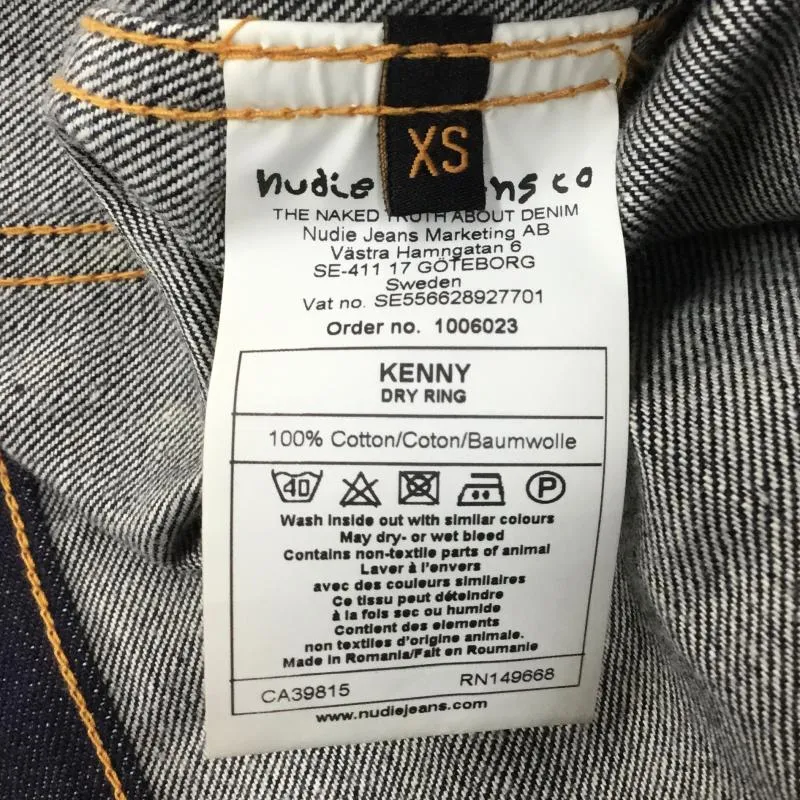 XS
nudie jeans co
THE NAKED TRUTH ABOUT DENIM
Nudie Jeans Marketing AB
Västra Hamngatan 6
SE-411 17 GÖTEBORG
Sweden
Vat no. SE556628927701
Order no. 1006023
KENNY
DRY RING
100% Cotton/Coton/Baumwolle
40 P
Wash inside out with similar colours
May dry- or wet bleed
Contains non-textile parts of animal
Laver à l'envers
avec des couleurs similaires
Ce tissu peut déteindre
à la fois sec ou humide
Contient des elements
non textiles d'origine animale.
Made in Romania/Fait en Roumanie
CA39815 RN149668
www.nudiejeans.com